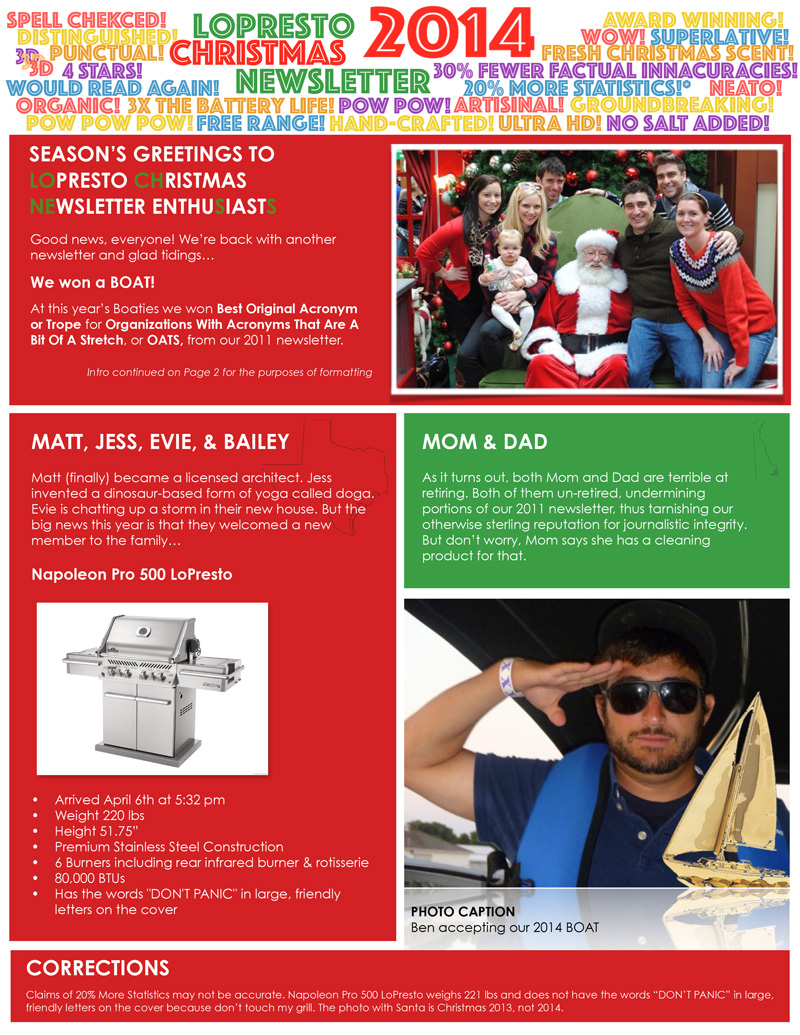 SPELL CHEKCED!
DISTINGUISHED!
3D PUNCTUAL!
3D 4 STARS!
WOULD READ AGAIN!
ORGANIC! 3X THE BATTERY LIFE! POW POW! ARTISINAL! GROUNDBREAKING!
POW POW POW! FREE RANGE! HAND-CRAFTED! ULTRA HD! NO SALT ADDED!
LOPRESTO
CHRISTMAS
NEWSLETTER
2014
AWARD WINNING!
WOW! SUPERLATIVE!
FRESH CHRISTMAS SCENT!
30% FEWER FACTUAL INNACURACIES!
20% MORE STATISTICS!* NEATO!
SEASON’S GREETINGS TO
LOPRESTO CHRISTMAS
NEWSLETTER ENTHUSIASTS
Good news, everyone! We’re back with another
newsletter and glad tidings…
We won a BOAT!
At this year’s Boaties we won Best Original Acronym
or Trope for Organizations With Acronyms That Are A
Bit Of A Stretch, or OATS, from our 2011 newsletter.
Intro continued on Page 2 for the purposes of formatting
MATT, JESS, EVIE, & BAILEY
Matt (finally) became a licensed architect. Jess
invented a dinosaur-based form of yoga called doga.
Evie is chatting up a storm in their new house. But the
big news this year is that they welcomed a new
member to the family…
Napoleon Pro 500 LoPresto
• Arrived April 6th at 5:32 pm
• Weight 220 lbs
• Height 51.75”
• Premium Stainless Steel Construction
• 6 Burners including rear infrared burner & rotisserie
• 80,000 BTUs
• Has the words "DON'T PANIC" in large, friendly
letters on the cover
MOM & DAD
As it turns out, both Mom and Dad are terrible at
retiring. Both of them un-retired, undermining
portions of our 2011 newsletter, thus tarnishing our
otherwise sterling reputation for journalistic integrity.
But don’t worry, Mom says she has a cleaning
product for that.
PHOTO CAPTION
Ben accepting our 2014 BOAT
CORRECTIONS
Claims of 20% More Statistics may not be accurate. Napoleon Pro 500 LoPresto weighs 221 lbs and does not have the words “DON’T PANIC” in large,
friendly letters on the cover because don’t touch my grill. The photo with Santa is Christmas 2013, not 2014.